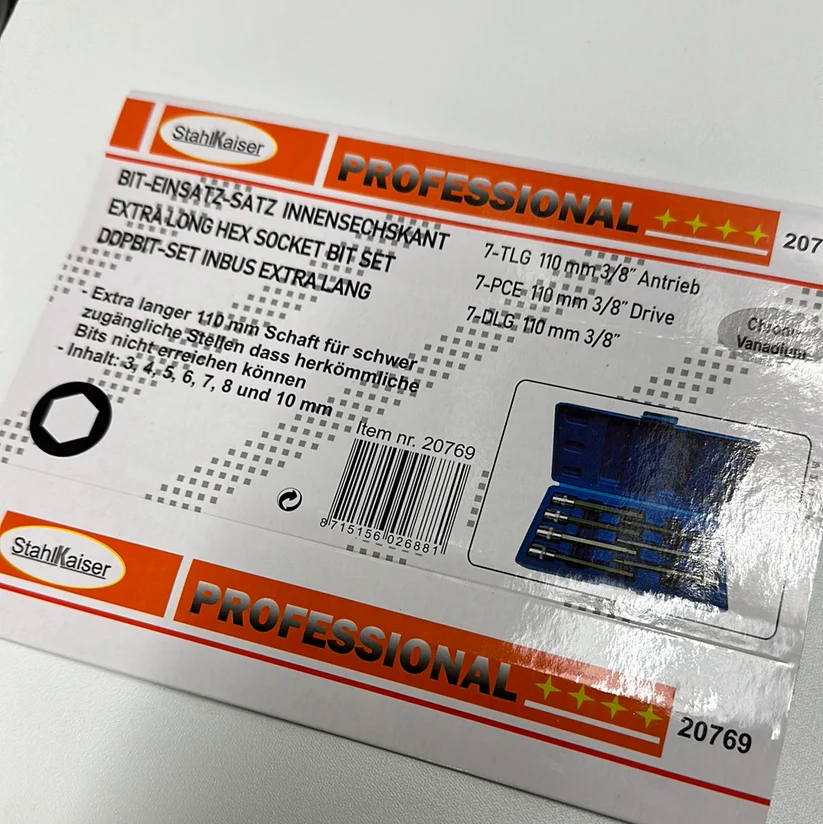 StahlKaiser
PROFESSIONAL
207
BIT-EINSATZ-SATZ INNENSECHSKANT
EXTRA LONG HEX SOCKET BIT SET
DOPBIT-SET INBUS EXTRA LANG
7-TLG 110 mm 3/8" Antrieb
7-PCE 110 mm 3/8" Drive
7-DLG 110 mm 3/8"
Chrom
Vanadium
- Extra langer 110 mm Schaft für schwer
zugängliche Stellen dass herkömmliche
Bits nicht erreichen können
- Inhalt: 3, 4, 5, 6, 7, 8 und 10 mm
Item nr. 20769
8 715156 026881
StahlKaiser
PROFESSIONAL
20769